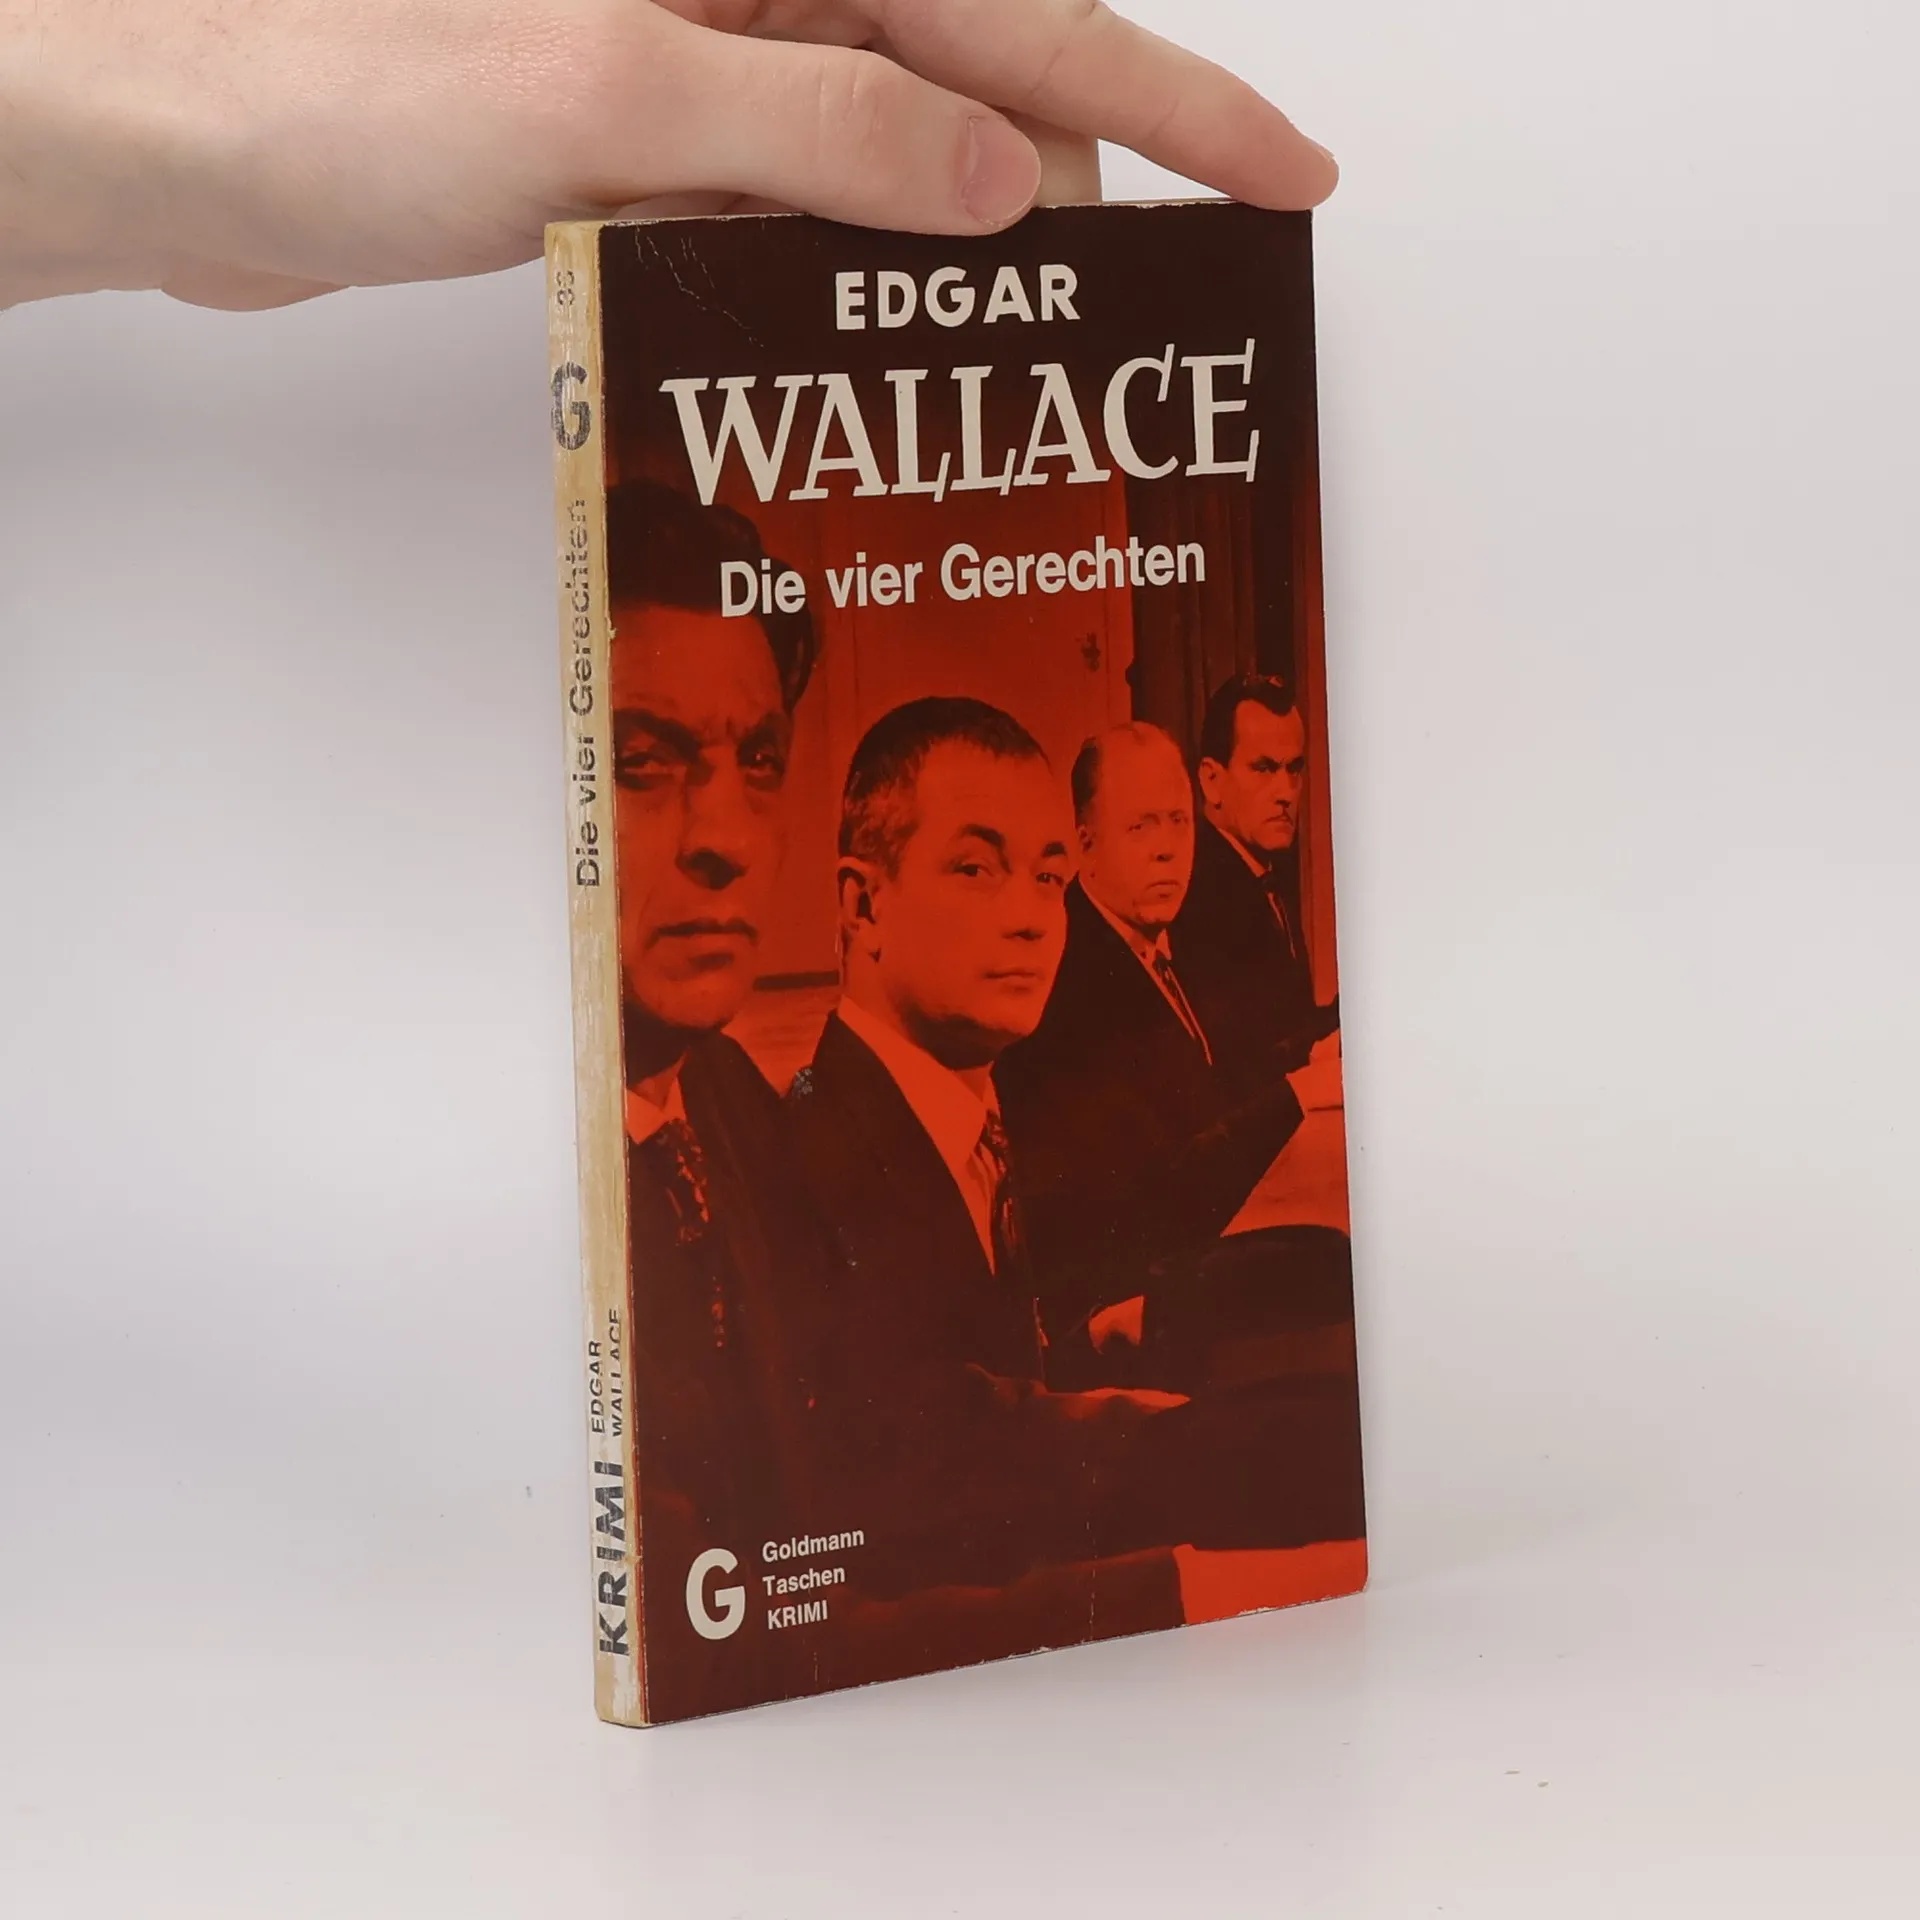 EDGAR
WALLACE
Die vier Gerechten
G
Goldmann
Taschen
KRIMI
G
Die vier Gerechten
EDGAR
WALLACE
KRIMI